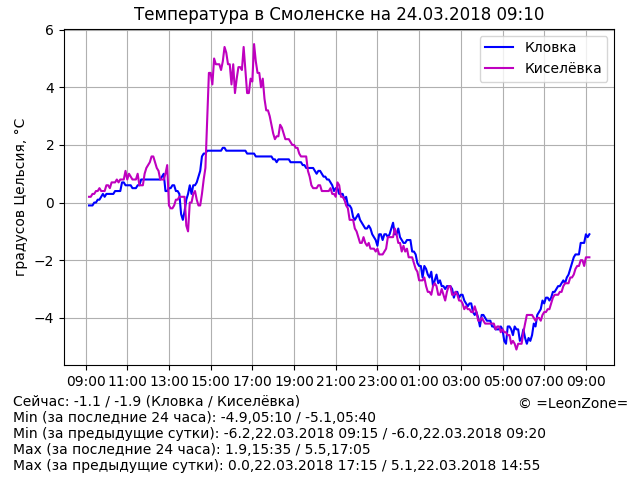 Температура в Смоленске на 24.03.2018 09:10
градусов Цельсия, °C
6
4
2
0
−2
−4
Кловка
Киселёвка
09:00 11:00 13:00 15:00 17:00 19:00 21:00 23:00 01:00 03:00 05:00 07:00 09:00
Сейчас: -1.1 / -1.9 (Кловка / Киселёвка)
© =LeonZone=
Min (за последние 24 часа): -4.9,05:10 / -5.1,05:40
Min (за предыдущие сутки): -6.2,22.03.2018 09:15 / -6.0,22.03.2018 09:20
Max (за последние 24 часа): 1.9,15:35 / 5.5,17:05
Max (за предыдущие сутки): 0.0,22.03.2018 17:15 / 5.1,22.03.2018 14:55